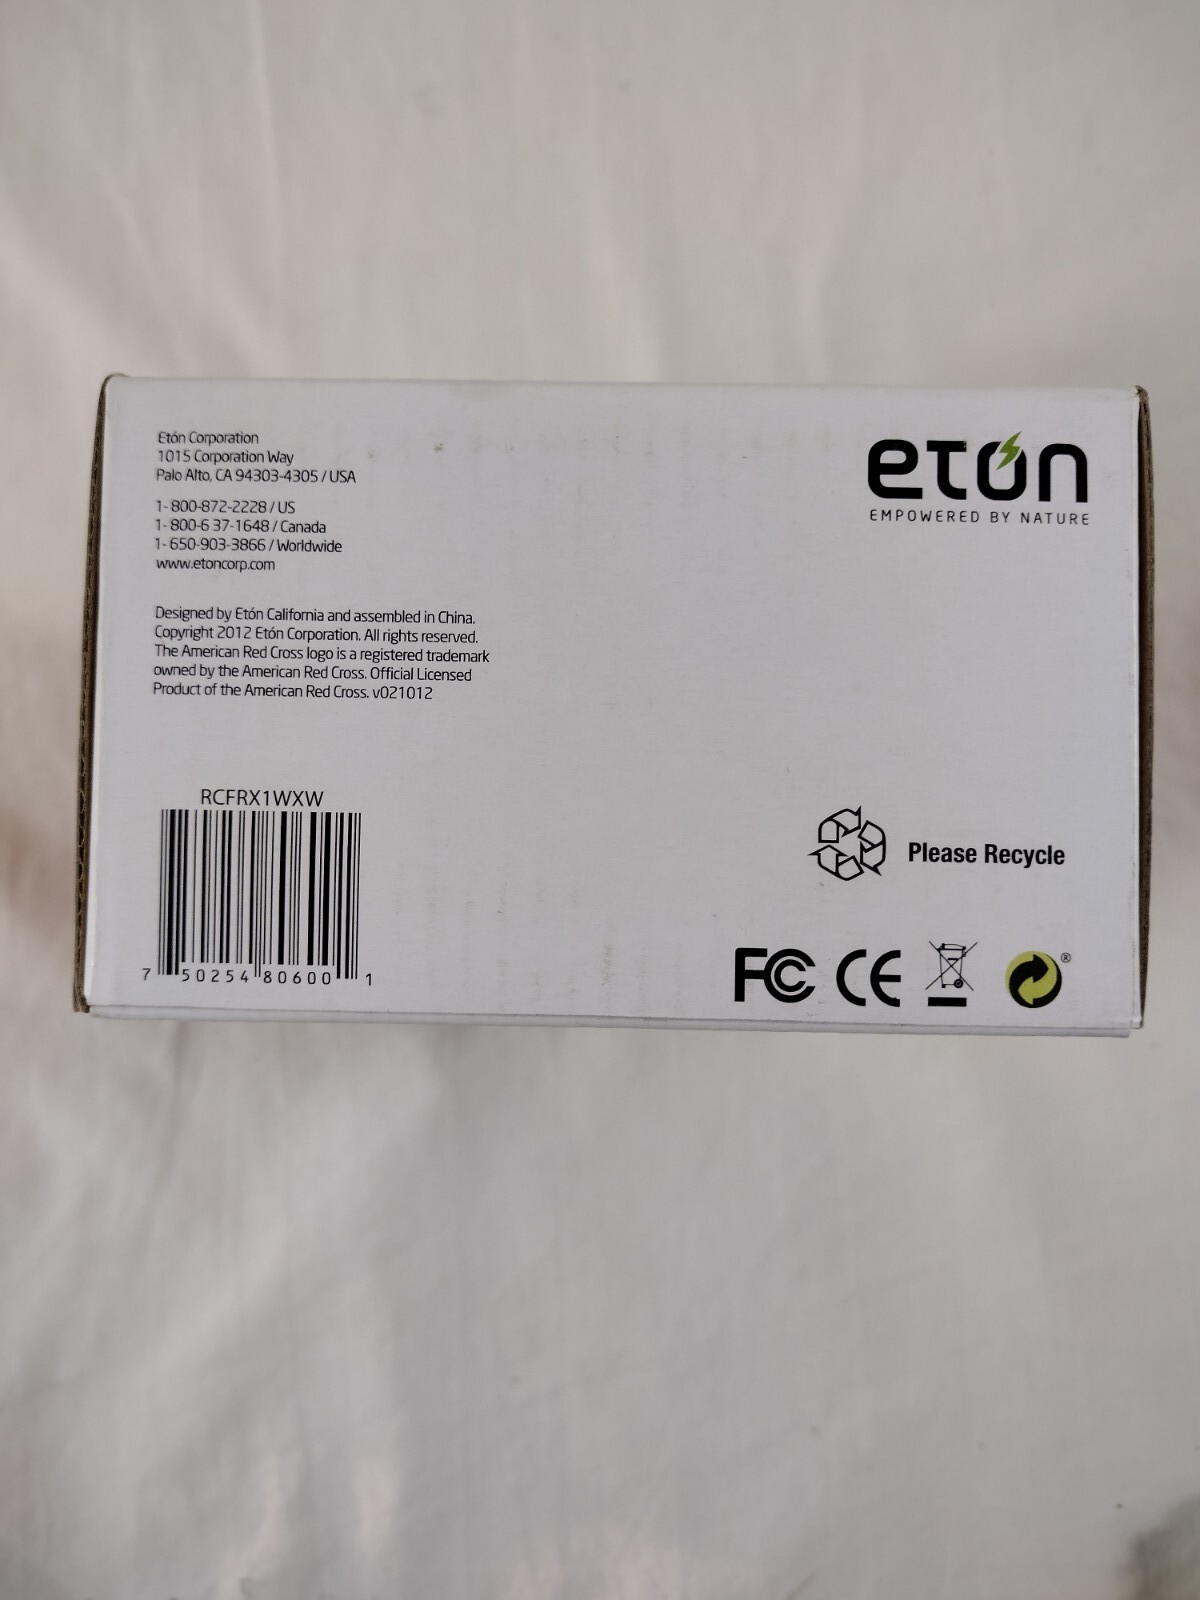 Etón Corporation
1015 Corporation Way
Palo Alto, CA 94303-4305 / USA
1- 800-872-2228 / US
1- 800-6 37-1648 / Canada
1- 650-903-3866 / Worldwide
www.etoncorp.com
Designed by Etón California and assembled in China.
Copyright 2012 Etón Corporation. All rights reserved.
The American Red Cross logo is a registered trademark
owned by the American Red Cross. Official Licensed
Product of the American Red Cross. v021012
etón
EMPOWERED BY NATURE
RCFRX1WXW
7 50254 80600 1
Please Recycle
FC CE ®